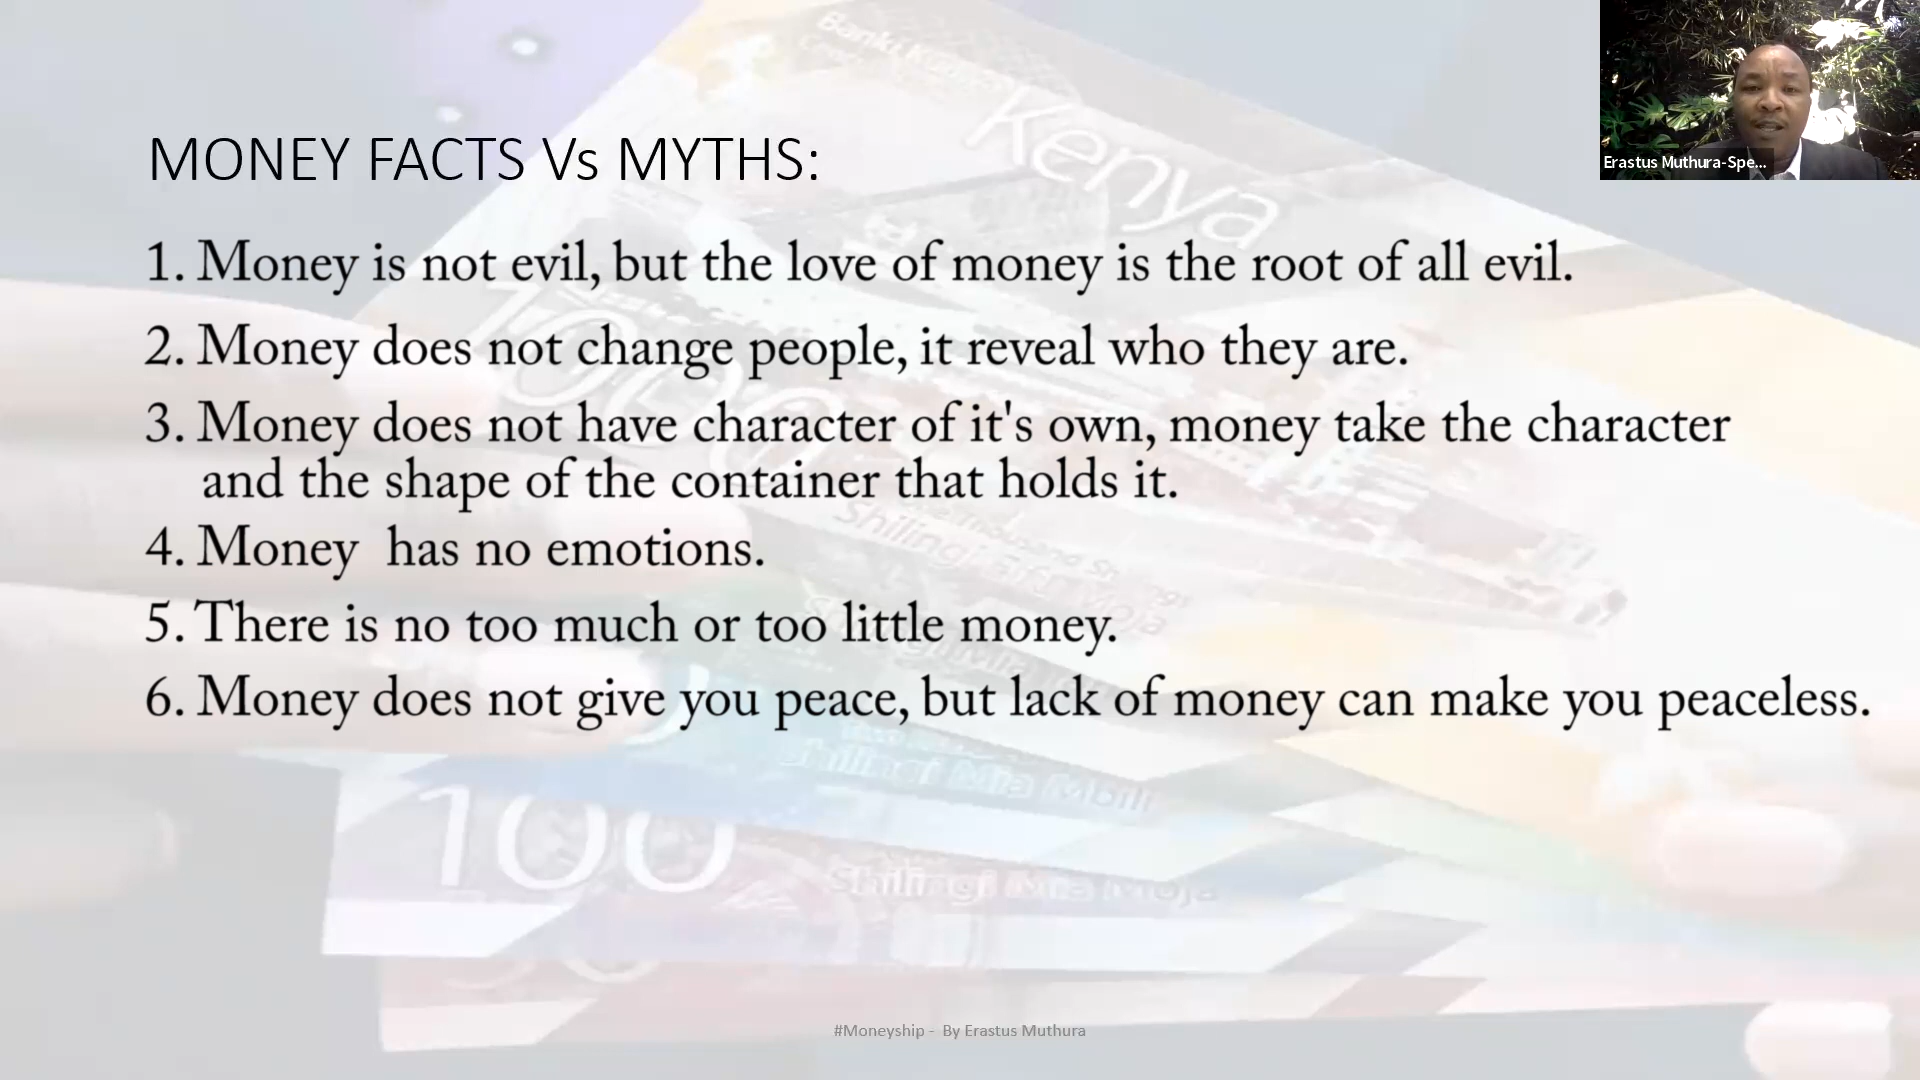 Banki Kuu
Kenya
Erastus Muthura-Spe...
MONEY FACTS Vs MYTHS:
1. Money is not evil, but the love of money is the root of all evil.
2. Money does not change people, it reveal who they are.
3. Money does not have character of it's own, money take the character
and the shape of the container that holds it.
4. Money  has no emotions.
5. There is no too much or too little money.
6. Money does not give you peace, but lack of money can make you peaceless.
Shilingi Mia Mbili
100
Shilingi Mia Moja
50
#Moneyship - By Erastus Muthura